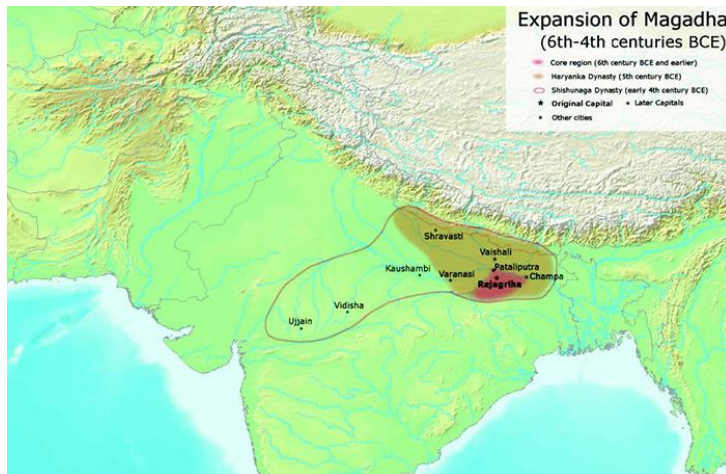 Expansion of Magadha
(6th-4th centuries BCE)
Core region (6th century BCE and earlier)
Haryanka Dynasty (5th century BCE)
Shishunaga Dynasty (early 4th century BCE)
Original Capital
Later Capitals
Other cities
Shravasti
Vaishali
Pataliputra
Kaushambi
Varanasi
Champa
Rajagriha
Vidisha
Ujjain